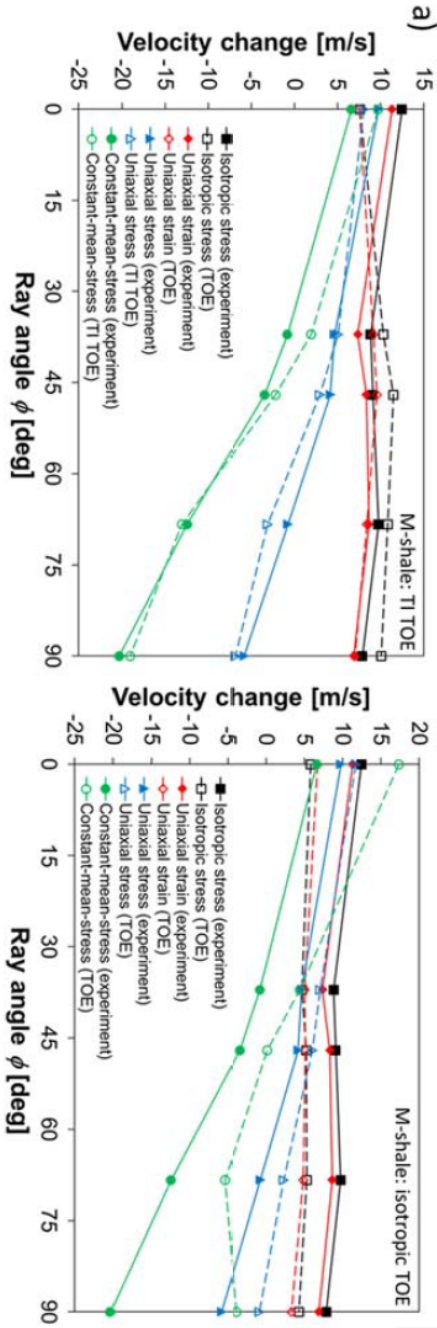 a)
M-shale: TI TOE
Velocity change [m/s]
15
10
5
0
-5
-10
-15
-20
-25
0
15
30
45
60
75
90
Ray angle ϕ [deg]
Isotropic stress (experiment)
Isotropic stress (TOE)
Uniaxial strain (experiment)
Uniaxial strain (TOE)
Uniaxial stress (experiment)
Uniaxial stress (TI TOE)
Constant-mean-stress (experiment)
Constant-mean-stress (TI TOE)
M-shale: isotropic TOE
Velocity change [m/s]
20
15
10
5
0
-5
-10
-15
-20
-25
0
15
30
45
60
75
90
Ray angle ϕ [deg]
Isotropic stress (experiment)
Isotropic stress (TOE)
Uniaxial strain (experiment)
Uniaxial strain (TOE)
Uniaxial stress (experiment)
Uniaxial stress (TOE)
Constant-mean-stress (experiment)
Constant-mean-stress (TOE)